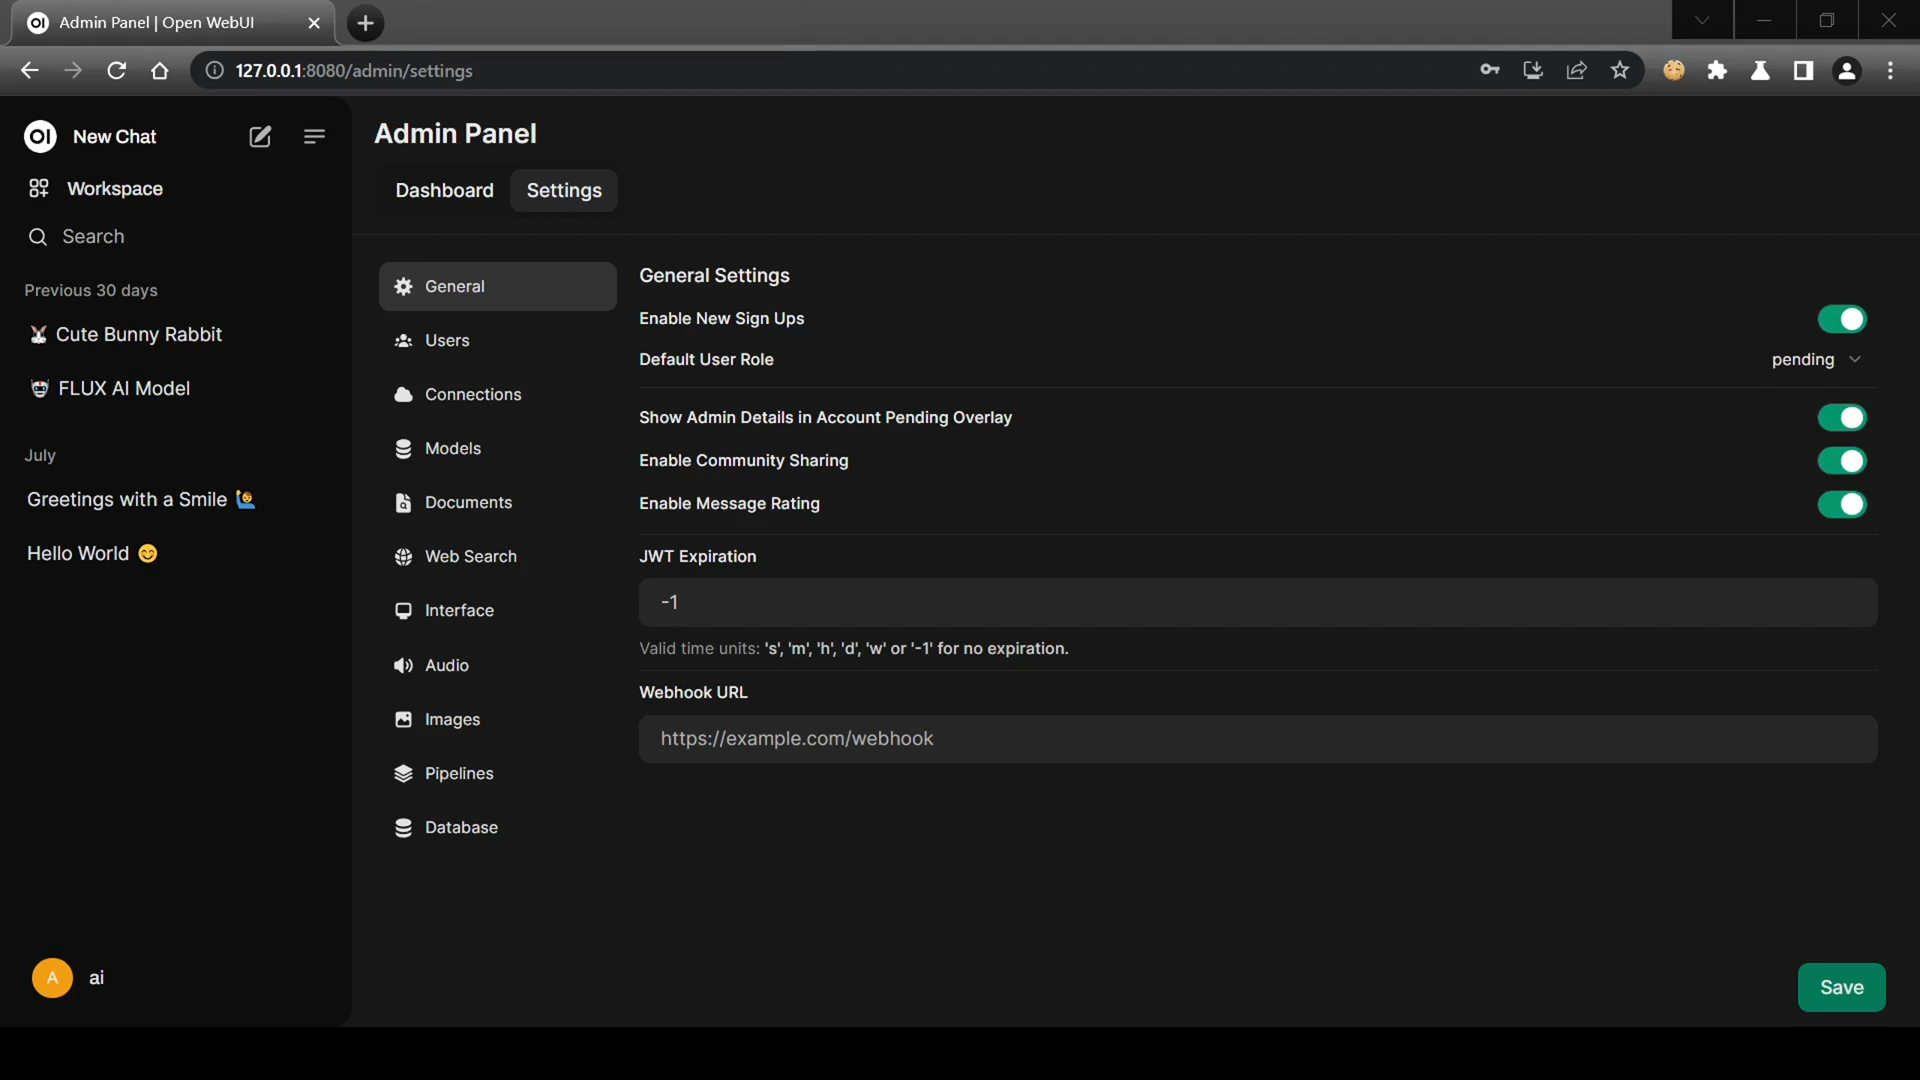 Admin Panel | Open WebUI
127.0.0.1:8080/admin/settings
OI New Chat
Workspace
Search
Previous 30 days
🐰 Cute Bunny Rabbit
🤖 FLUX AI Model
July
Greetings with a Smile 🙋‍♂️
Hello World 😊
A ai
Admin Panel
Dashboard Settings
General
Users
Connections
Models
Documents
Web Search
Interface
Audio
Images
Pipelines
Database
General Settings
Enable New Sign Ups
Default User Role pending
Show Admin Details in Account Pending Overlay
Enable Community Sharing
Enable Message Rating
JWT Expiration
-1
Valid time units: 's', 'm', 'h', 'd', 'w' or '-1' for no expiration.
Webhook URL
https://example.com/webhook
Save